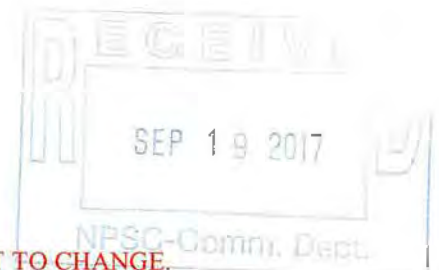 RECEIVED
SEP 19 2017
NPSC-Comm. Dept.
T TO CHANGE.